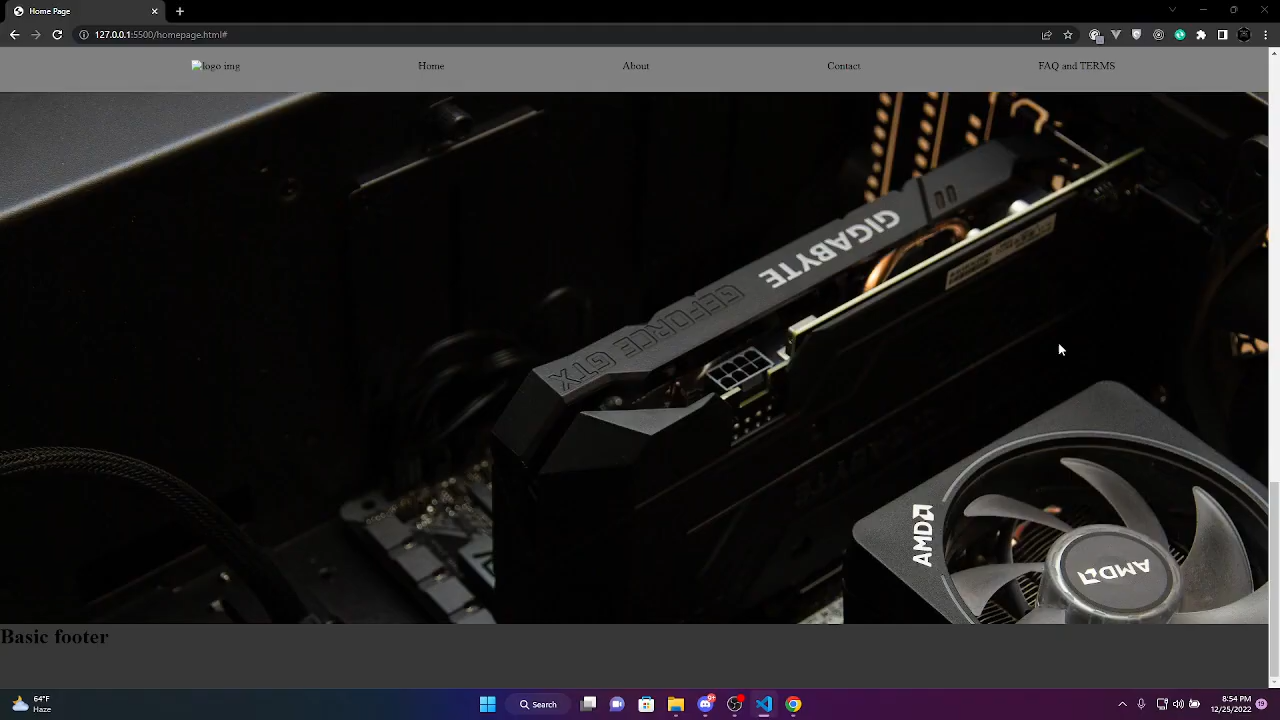 Home Page
127.0.0.1:5500/homepage.html#
logo img
Home
About
Contact
FAQ and TERMS
GIGABYTE
GEFORCE GTX
AMD
AMD
Basic footer
64°F
Haze
Search
8:54 PM
12/25/2022